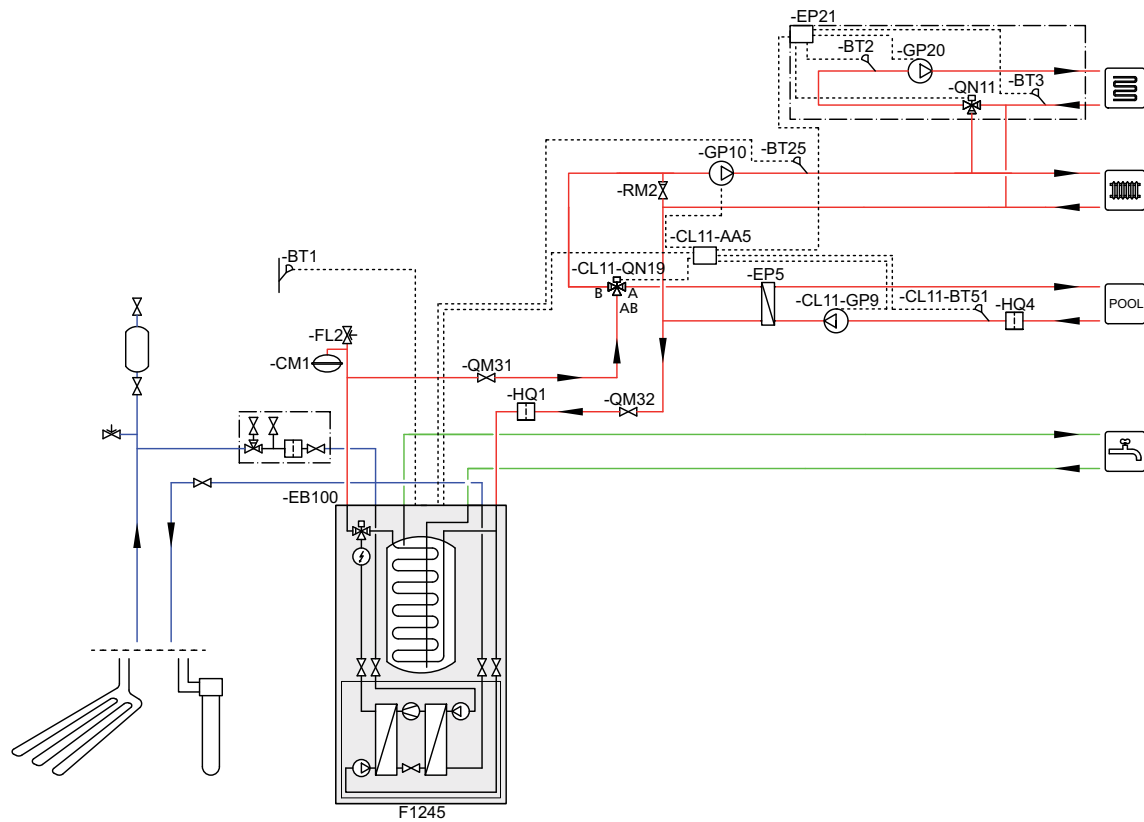 -EP21
-BT2
-GP20
-BT3
-QN11
-GP10
-BT25
-RM2
-CL11-AA5
-BT1
-CL11-QN19
-EP5
B
A
AB
-CL11-GP9
-CL11-BT51
-HQ4
POOL
-FL2
-CM1
-QM31
-HQ1
-QM32
-EB100
F1245